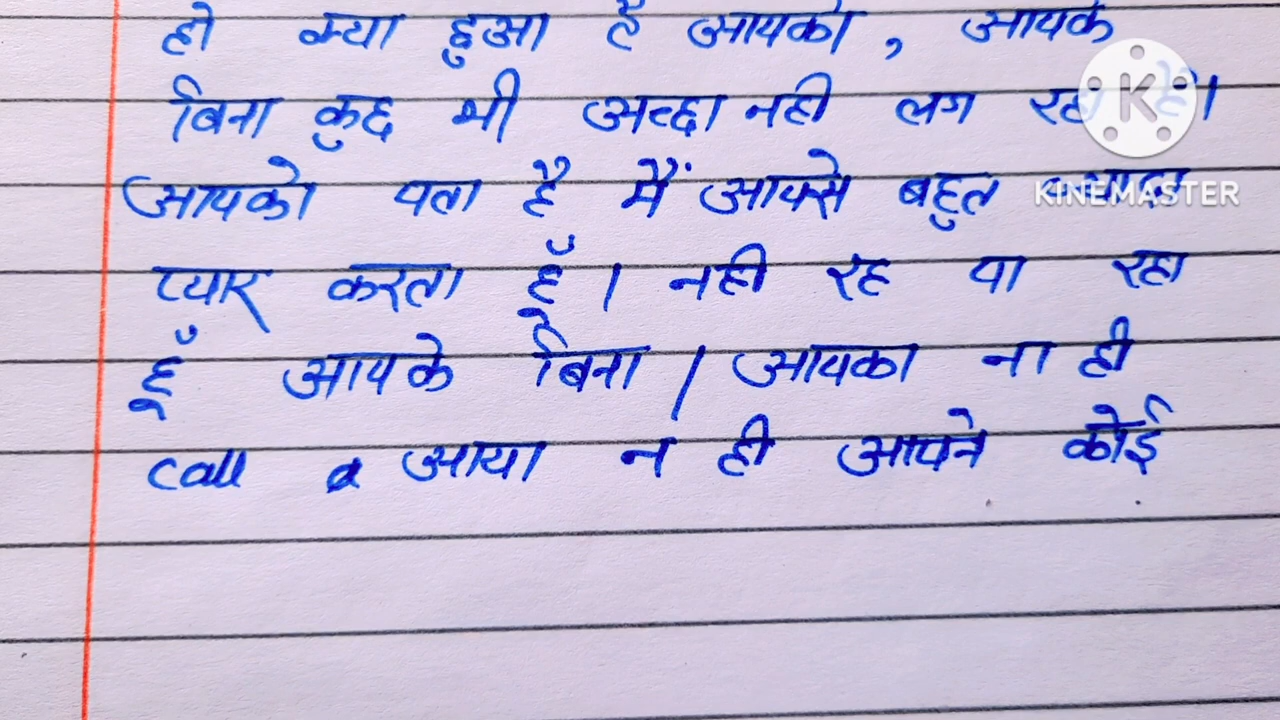 हो क्या हुआ है आपको, आपके
बिना कुछ भी अच्छा नही लग रहा है।
आपको पता है मैं आपसे बहुत ज्यादा
प्यार करता हूँ। नही रह पा रहा
हूँ आपके बिना। आपका ना ही
call आया न ही आपने कोई
K
KINEMASTER